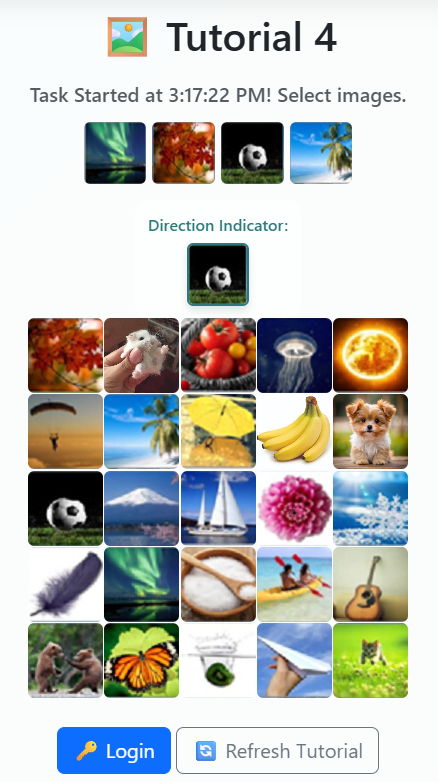 Tutorial 4
Task Started at 3:17:22 PM! Select images.
Direction Indicator:
Login
Refresh Tutorial